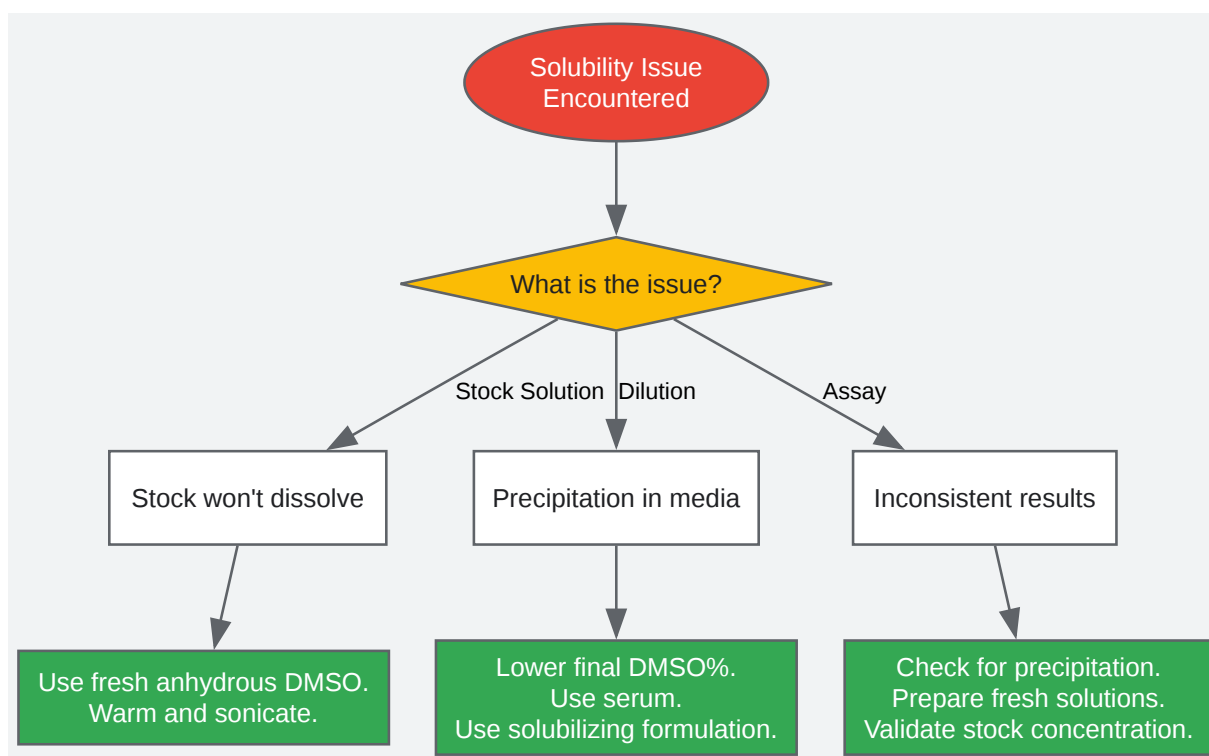 Solubility Issue
Encountered
What is the issue?
Stock Solution
Dilution
Assay
Stock won't dissolve
Precipitation in media
Inconsistent results
Use fresh anhydrous DMSO.
Warm and sonicate.
Lower final DMSO%.
Use serum.
Use solubilizing formulation.
Check for precipitation.
Prepare fresh solutions.
Validate stock concentration.